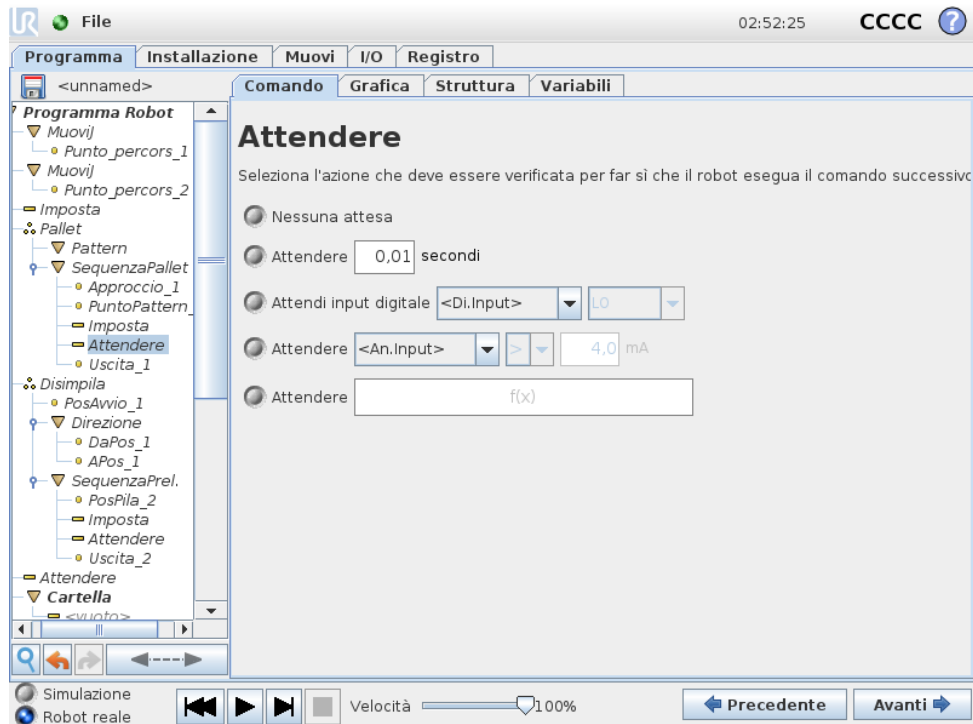 UR File 02:52:25 CCCC ?
Programma Installazione Muovi I/O Registro
<unnamed> Comando Grafica Struttura Variabili
Programma Robot
MuoviJ
Punto_percors_1
MuoviJ
Punto_percors_2
Imposta
Pallet
Pattern
SequenzaPallet
Approccio_1
PuntoPattern_
Imposta
Attendere
Uscita_1
Disimpila
PosAvvio_1
Direzione
DaPos_1
APos_1
SequenzaPrel.
PosPila_2
Imposta
Attendere
Uscita_2
Attendere
Cartella
<vuoto>
Attendere
Seleziona l'azione che deve essere verificata per far sì che il robot esegua il comando successivo
Nessuna attesa
Attendere 0,01 secondi
Attendi input digitale <Di.Input> L0
Attendere <An.Input> > 4,0 mA
Attendere f(x)
Simulazione
Robot reale
Velocità 100%
Precedente Avanti